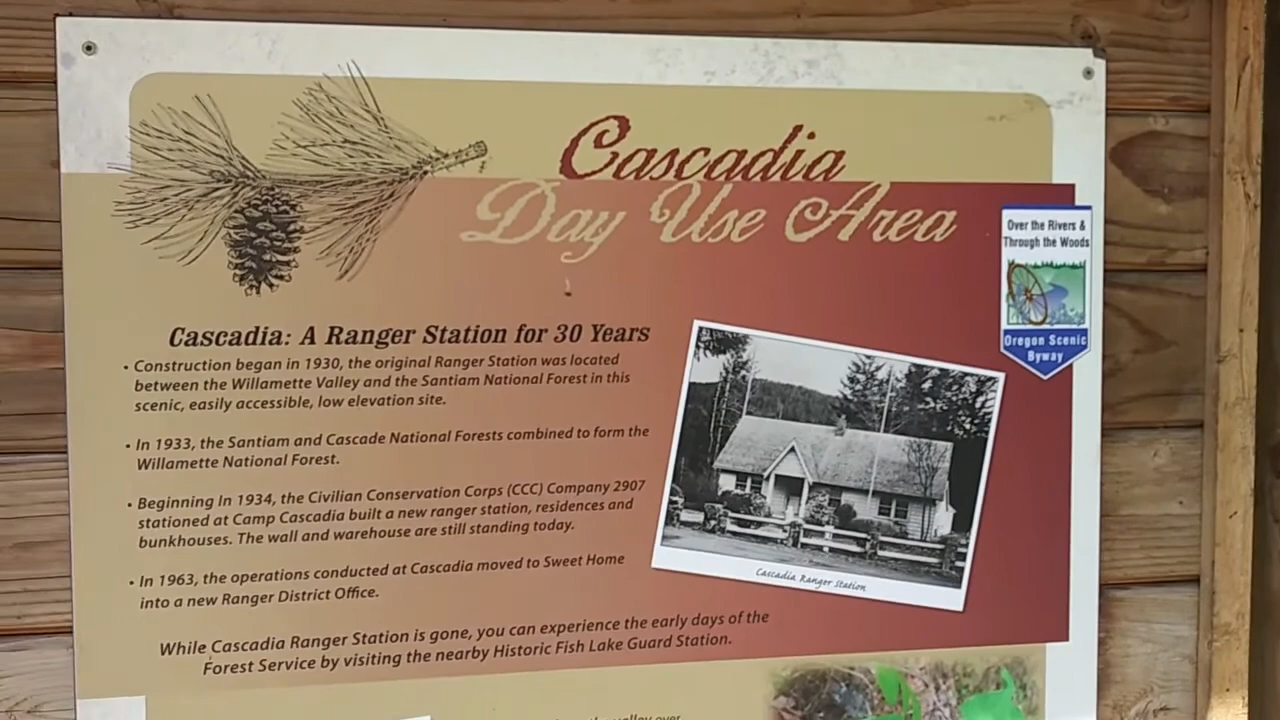 Cascadia
Day Use Area
Over the Rivers &
Through the Woods
Oregon Scenic
Byway
Cascadia: A Ranger Station for 30 Years
• Construction began in 1930, the original Ranger Station was located
between the Willamette Valley and the Santiam National Forest in this
scenic, easily accessible, low elevation site.
• In 1933, the Santiam and Cascade National Forests combined to form the
Willamette National Forest.
• Beginning In 1934, the Civilian Conservation Corps (CCC) Company 2907
stationed at Camp Cascadia built a new ranger station, residences and
bunkhouses. The wall and warehouse are still standing today.
• In 1963, the operations conducted at Cascadia moved to Sweet Home
into a new Ranger District Office.
Cascadia Ranger Station
While Cascadia Ranger Station is gone, you can experience the early days of the
Forest Service by visiting the nearby Historic Fish Lake Guard Station.
valley over